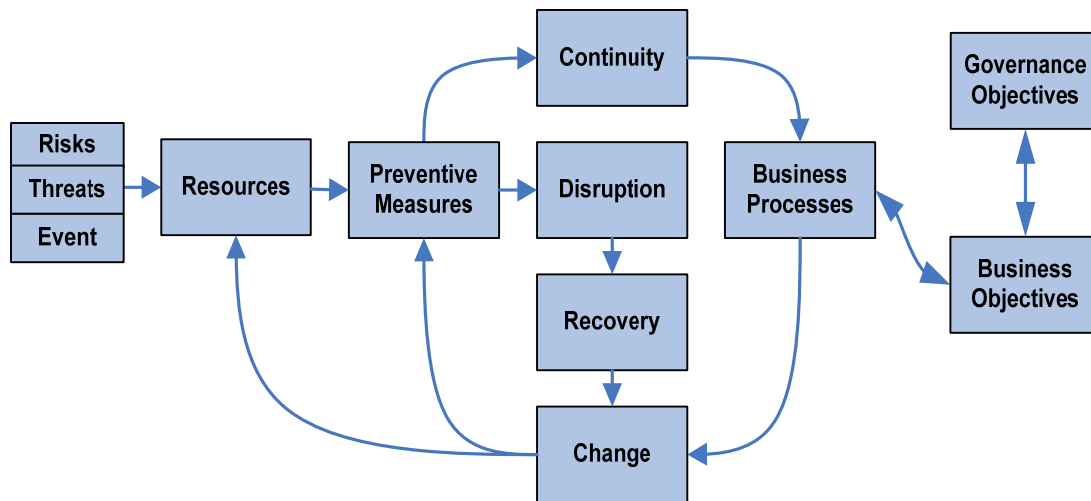 Continuity
Governance
Objectives
Risks
Threats
Event
Resources
Preventive
Measures
Disruption
Business
Processes
Business
Objectives
Recovery
Change